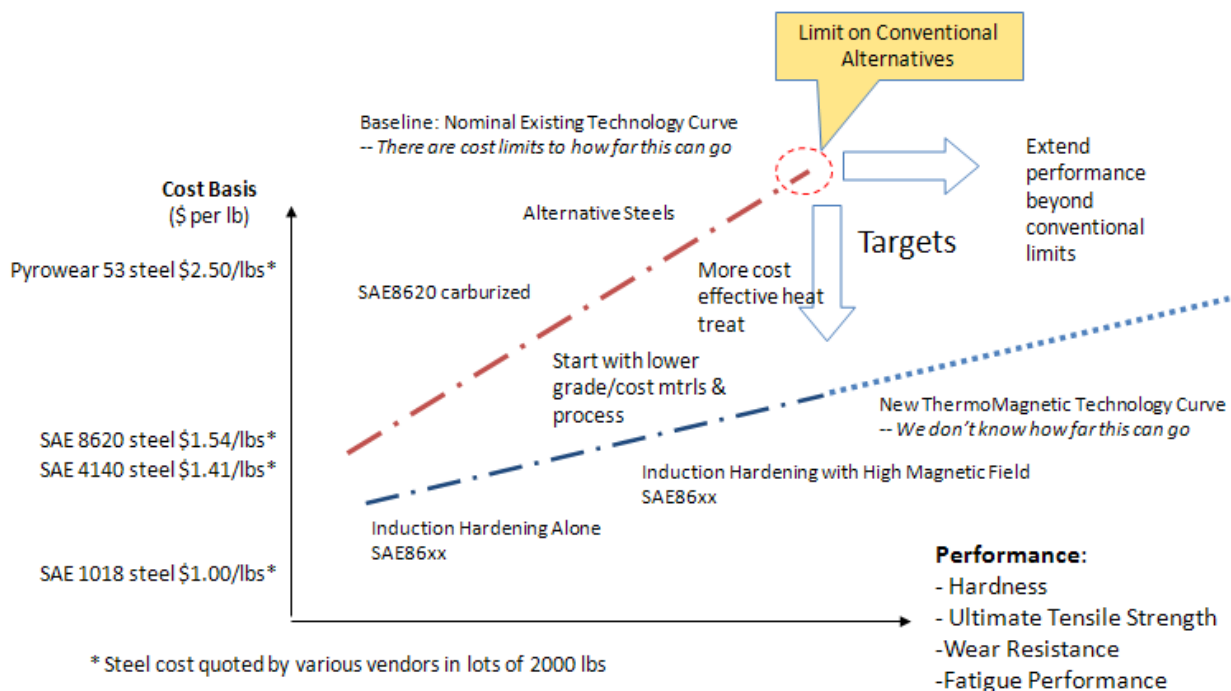 Limit on Conventional
Alternatives
Baseline: Nominal Existing Technology Curve
-- There are cost limits to how far this can go
Extend
performance
beyond
conventional
limits
Cost Basis
($ per lb)
Alternative Steels
Targets
Pyrowear 53 steel $2.50/lbs*
SAE8620 carburized
More cost
effective heat
treat
Start with lower
grade/cost mtrls &
process
New ThermoMagnetic Technology Curve
-- We don't know how far this can go
SAE 8620 steel $1.54/lbs*
SAE 4140 steel $1.41/lbs*
Induction Hardening with High Magnetic Field
SAE86xx
Induction Hardening Alone
SAE86xx
SAE 1018 steel $1.00/lbs*
Performance:
- Hardness
- Ultimate Tensile Strength
-Wear Resistance
-Fatigue Performance
* Steel cost quoted by various vendors in lots of 2000 lbs